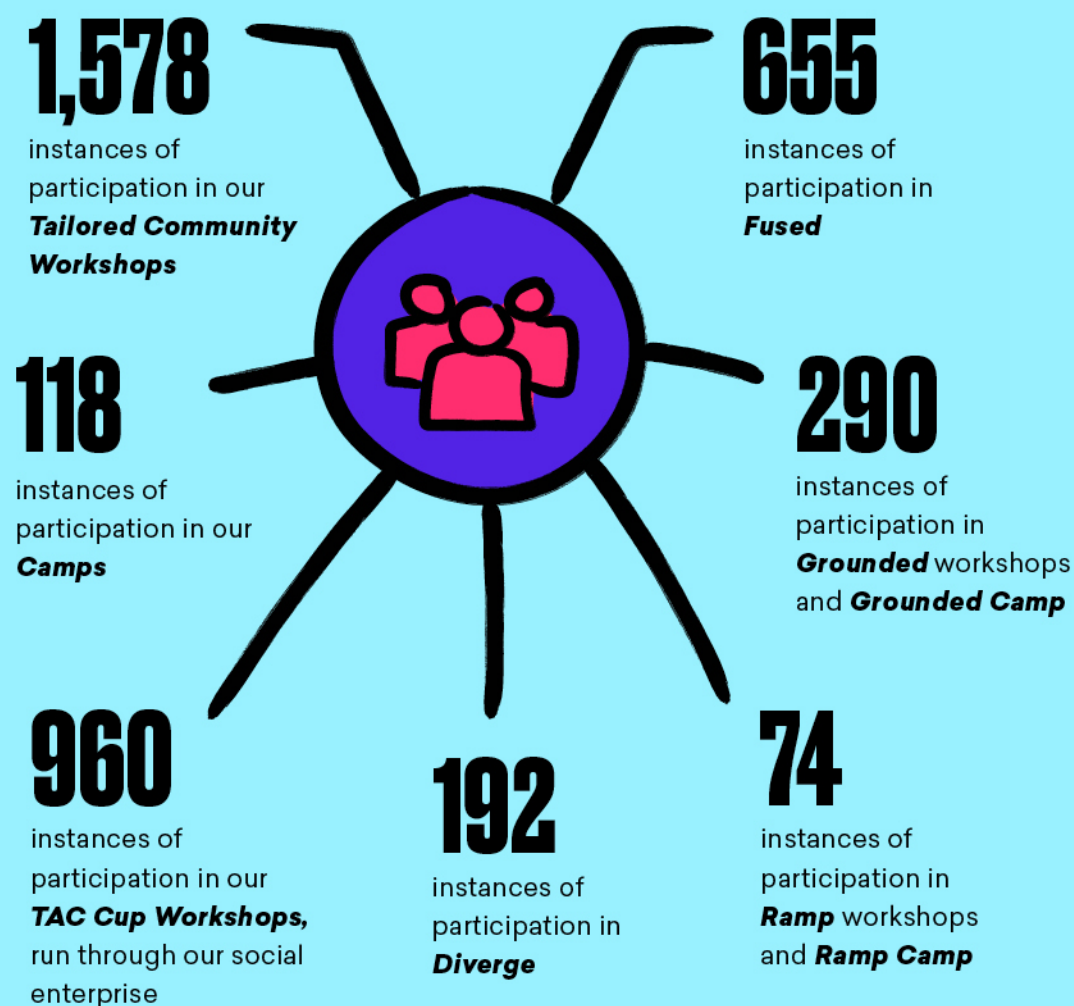 1,578
instances of
participation in our
Tailored Community
Workshops
655
instances of
participation in
Fused
118
instances of
participation in our
Camps
290
instances of
participation in
Grounded workshops
and Grounded Camp
960
instances of
participation in our
TAC Cup Workshops,
run through our social
enterprise
192
instances of
participation in
Diverge
74
instances of
participation in
Ramp workshops
and Ramp Camp